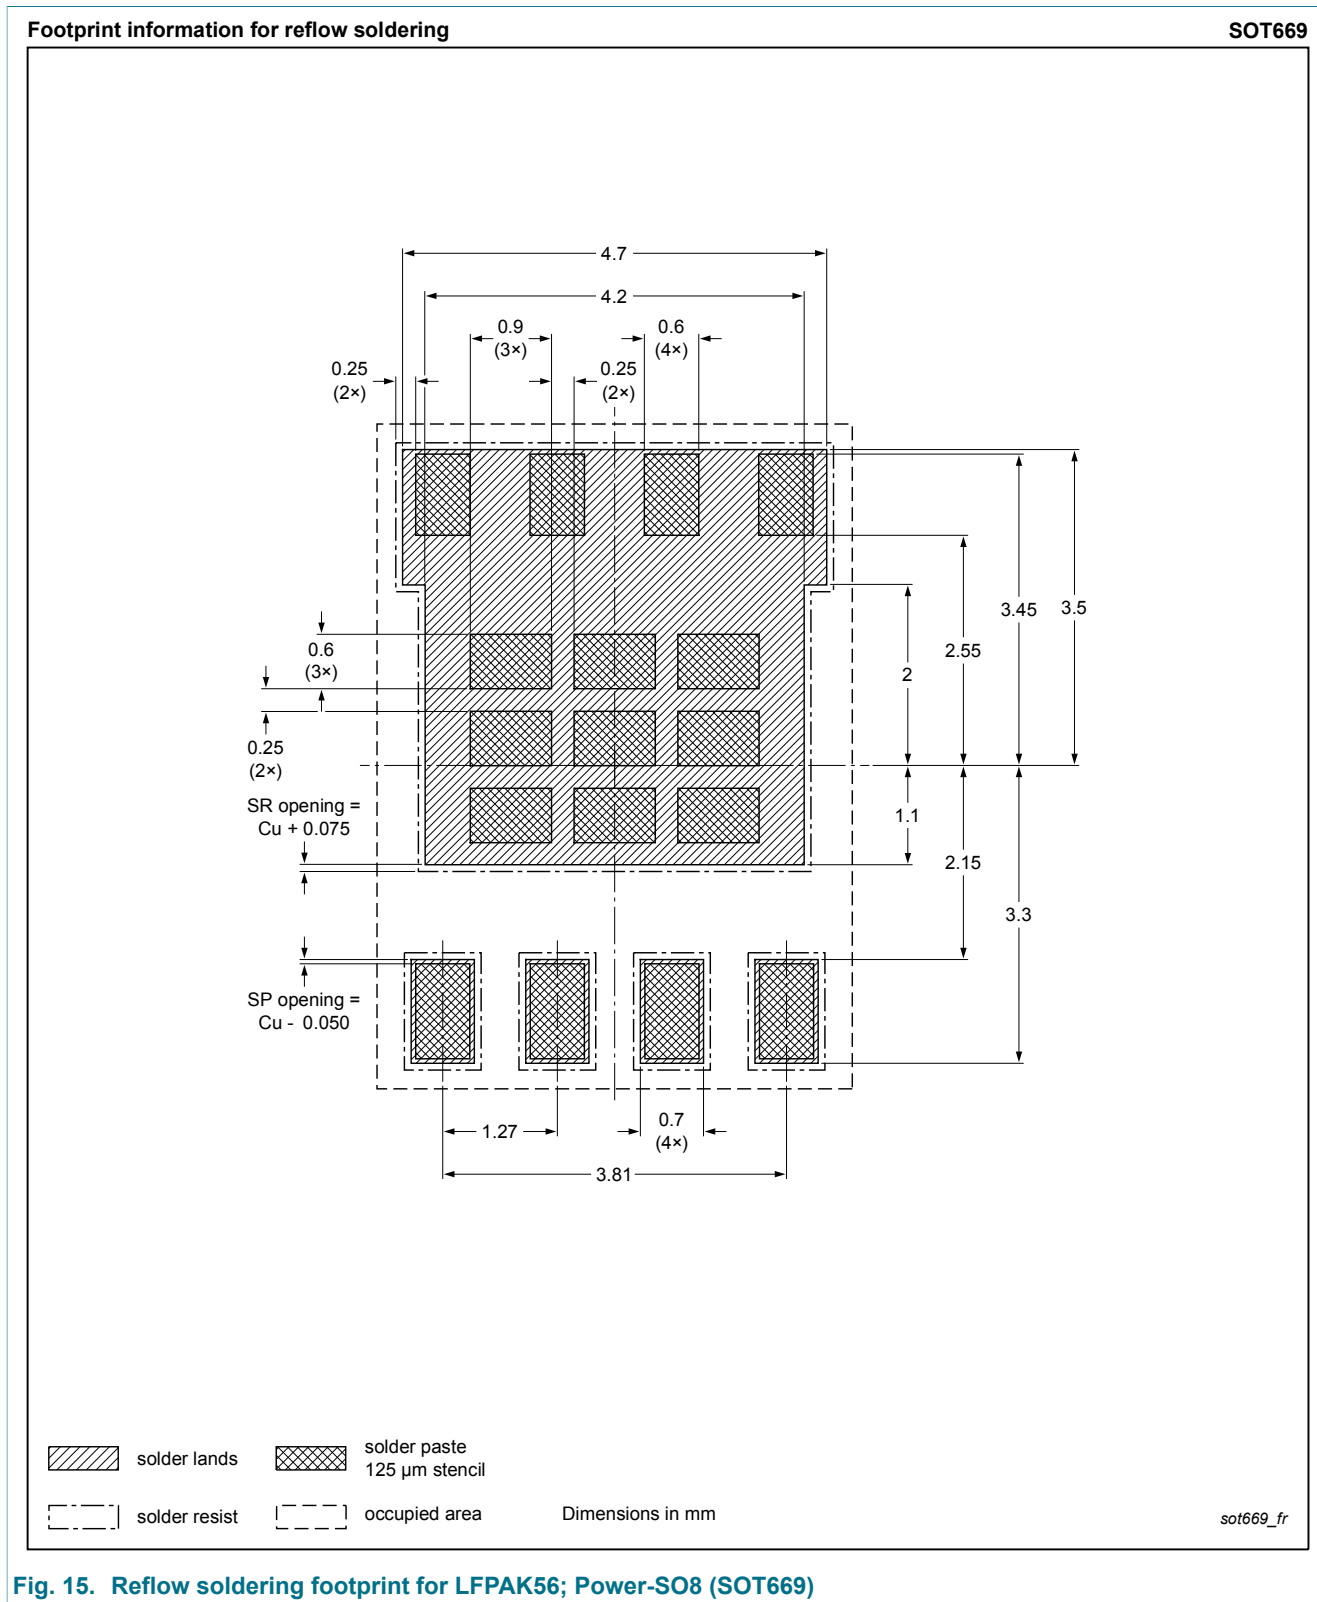 Footprint information for reflow soldering
SOT669
4.7
4.2
0.9
(3×)
0.6
(4×)
0.25
(2×)
0.25
(2×)
3.45
3.5
2.55
2
0.6
(3×)
0.25
(2×)
SR opening =
Cu + 0.075
1.1
2.15
3.3
SP opening =
Cu - 0.050
1.27
0.7
(4×)
3.81
solder lands
solder paste
125 µm stencil
solder resist
occupied area
Dimensions in mm
sot669_fr
Fig. 15. Reflow soldering footprint for LFPAK56; Power-SO8 (SOT669)